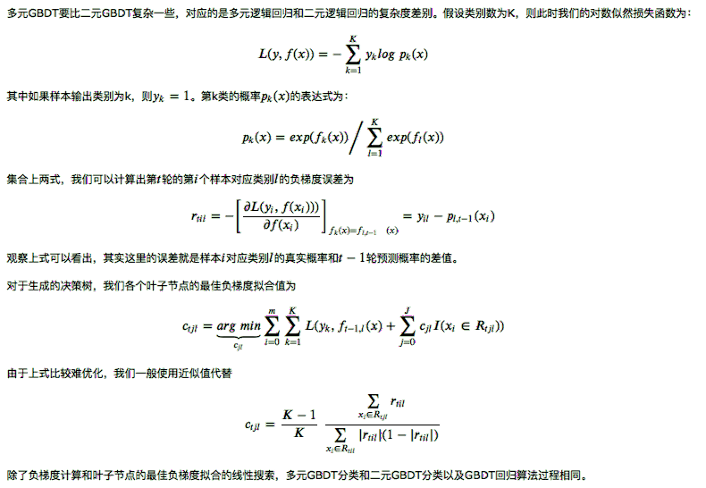 多元GBDT要比二元GBDT复杂一些，对应的是多元逻辑回归和二元逻辑回归的复杂度差别。假设类别数为K，则此时我们的对数似然损失函数为：
L(y, f(x)) = − \sum_{k=1}^{K} y_k log p_k(x)
其中如果样本输出类别为k，则y_k = 1。第k类的概率p_k(x)的表达式为：
p_k(x) = exp(f_k(x)) / \sum_{l=1}^{K} exp(f_l(x))
集合上两式，我们可以计算出第t轮的第i个样本对应类别l的负梯度误差为
r_{til} = −[\frac{∂L(y_i, f(x_i)))}{∂f(x_i)}]_{f_k(x)=f_{l,t−1} (x)} = y_{il} − p_{l,t−1}(x_i)
观察上式可以看出，其实这里的误差就是样本i对应类别l的真实概率和t − 1轮预测概率的差值。
对于生成的决策树，我们各个叶子节点的最佳负梯度拟合值为
c_{tjl} = \underbrace{arg min}_{c_{jl}} \sum_{i=0}^{m} \sum_{k=1}^{K} L(y_k, f_{t−1,l}(x) + \sum_{j=0}^{J} c_{jl} I(x_i ∈ R_{tjl}))
由于上式比较难优化，我们一般使用近似值代替
c_{tjl} = \frac{K − 1}{K} \frac{\sum_{x_i∈R_{tjl}} r_{til}}{\sum_{x_i∈R_{til}} |r_{til}|(1 − |r_{til}|)}
除了负梯度计算和叶子节点的最佳负梯度拟合的线性搜索，多元GBDT分类和二元GBDT分类以及GBDT回归算法过程相同。